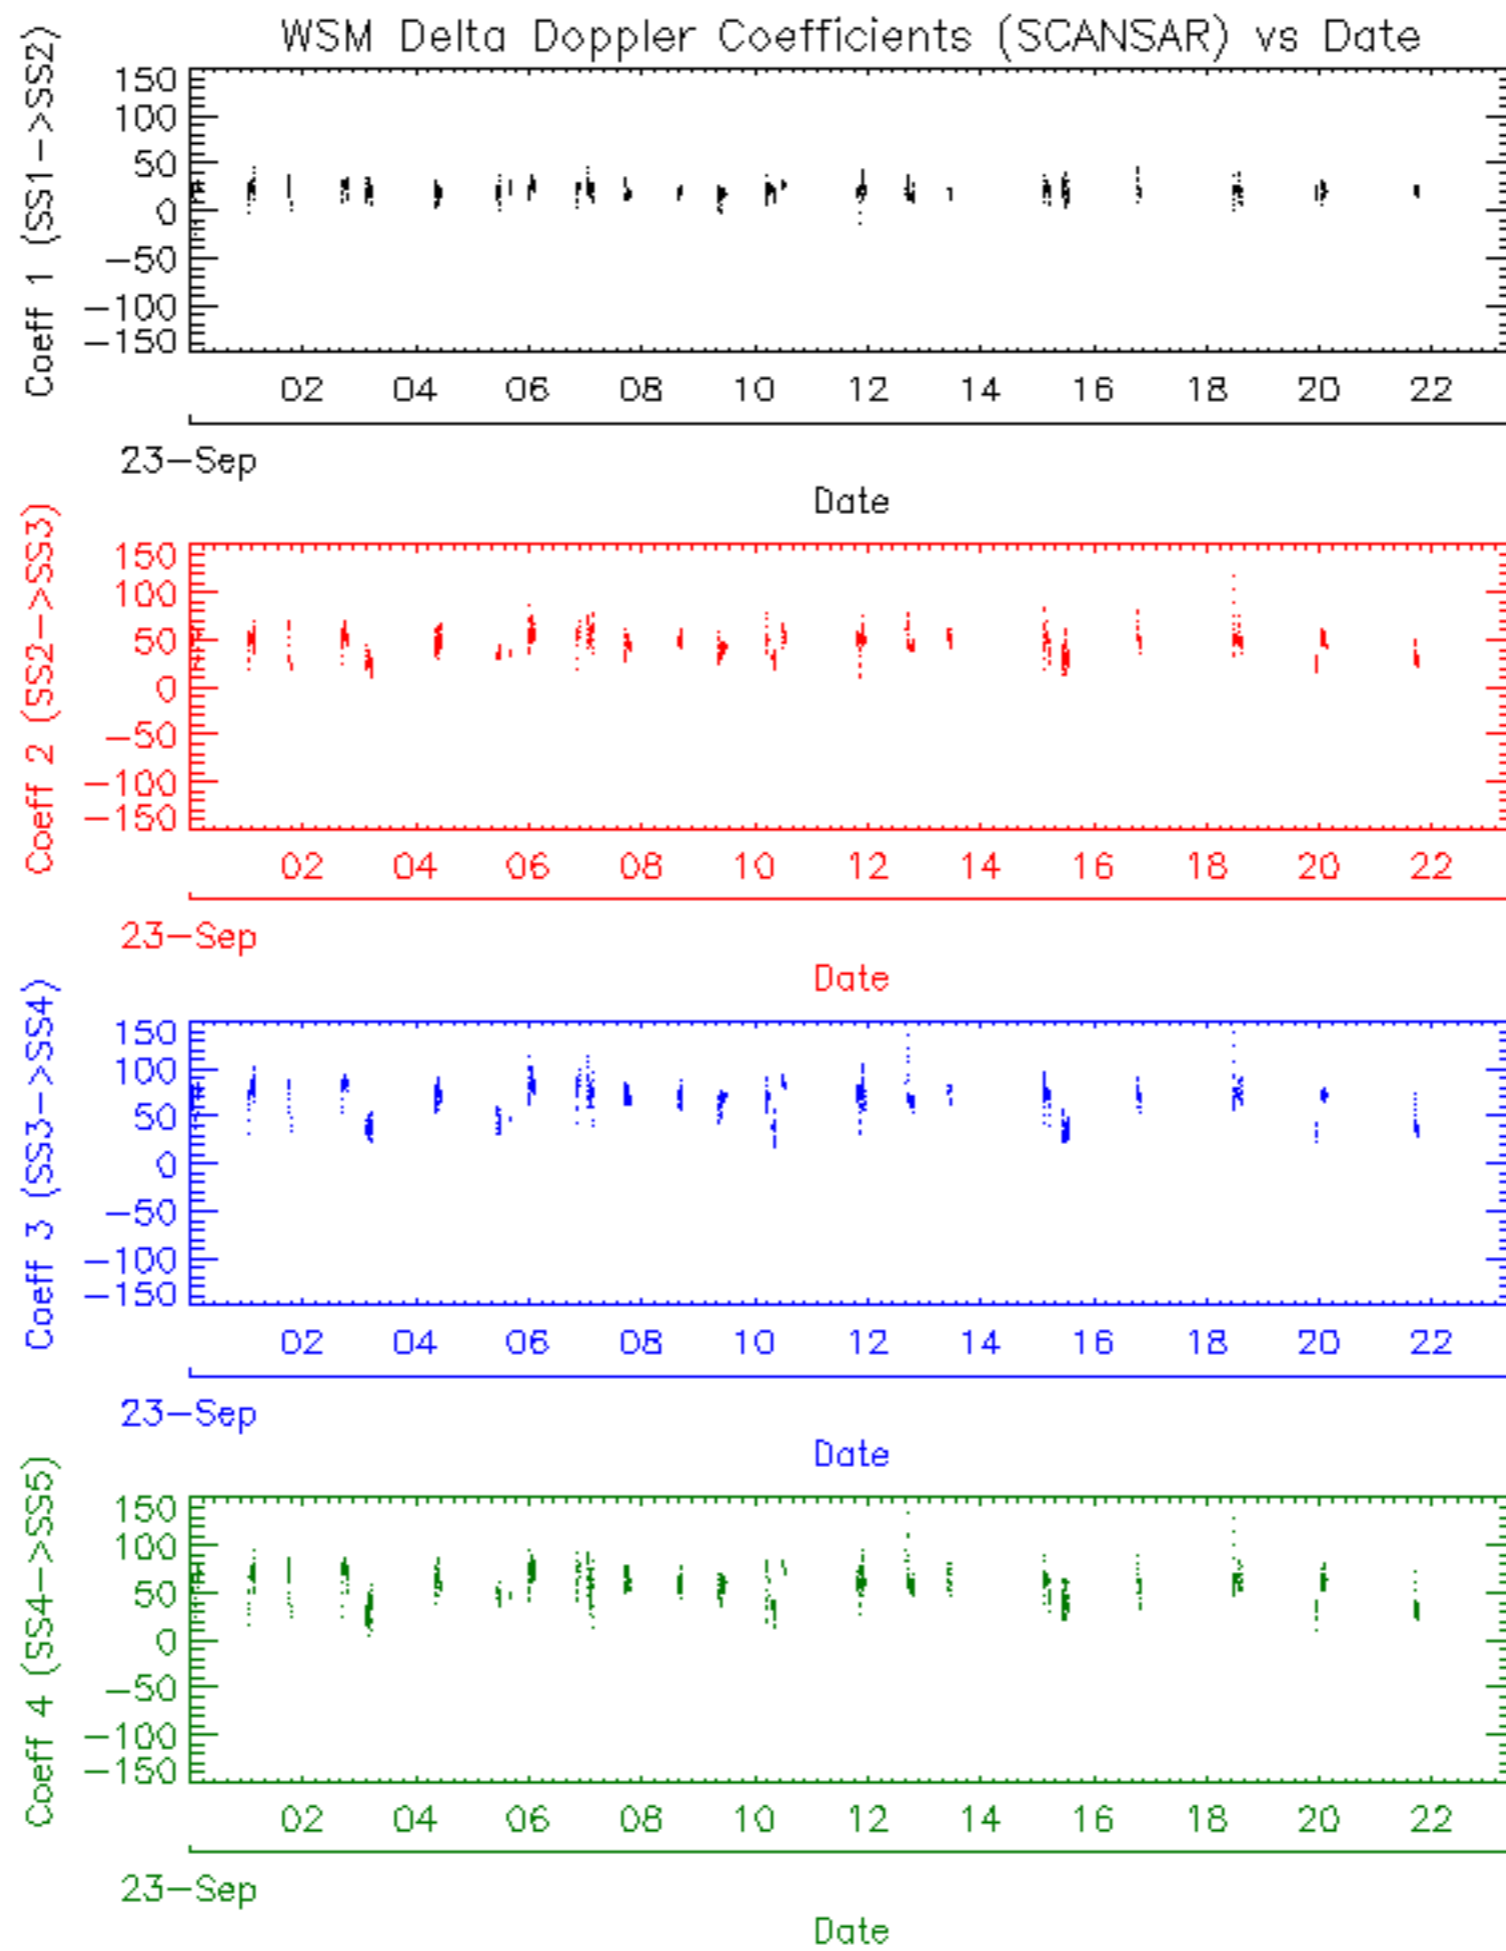 WSM Delta Doppler Coefficients (SCANSAR) vs Date
Coeff 1 (SS1->SS2)
150
100
50
0
-50
-100
-150
02 04 06 08 10 12 14 16 18 20 22
23-Sep
Date
Coeff 2 (SS2->SS3)
150
100
50
0
-50
-100
-150
02 04 06 08 10 12 14 16 18 20 22
23-Sep
Date
Coeff 3 (SS3->SS4)
150
100
50
0
-50
-100
-150
02 04 06 08 10 12 14 16 18 20 22
23-Sep
Date
Coeff 4 (SS4->SS5)
150
100
50
0
-50
-100
-150
02 04 06 08 10 12 14 16 18 20 22
23-Sep
Date